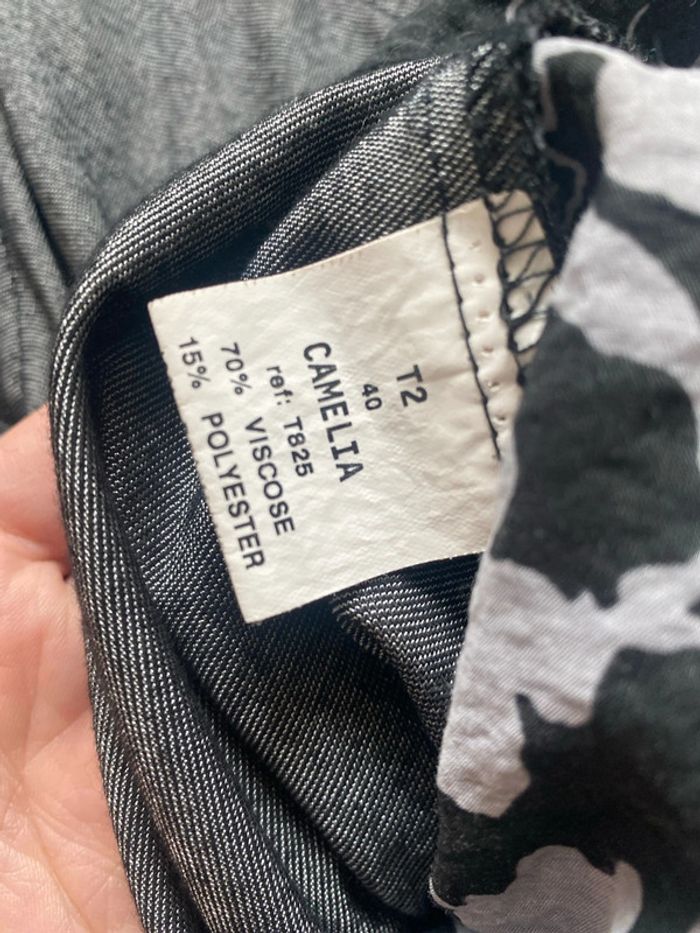 T2
40
CAMELIA
ref: T825
70% VISCOSE
15% POLYESTER